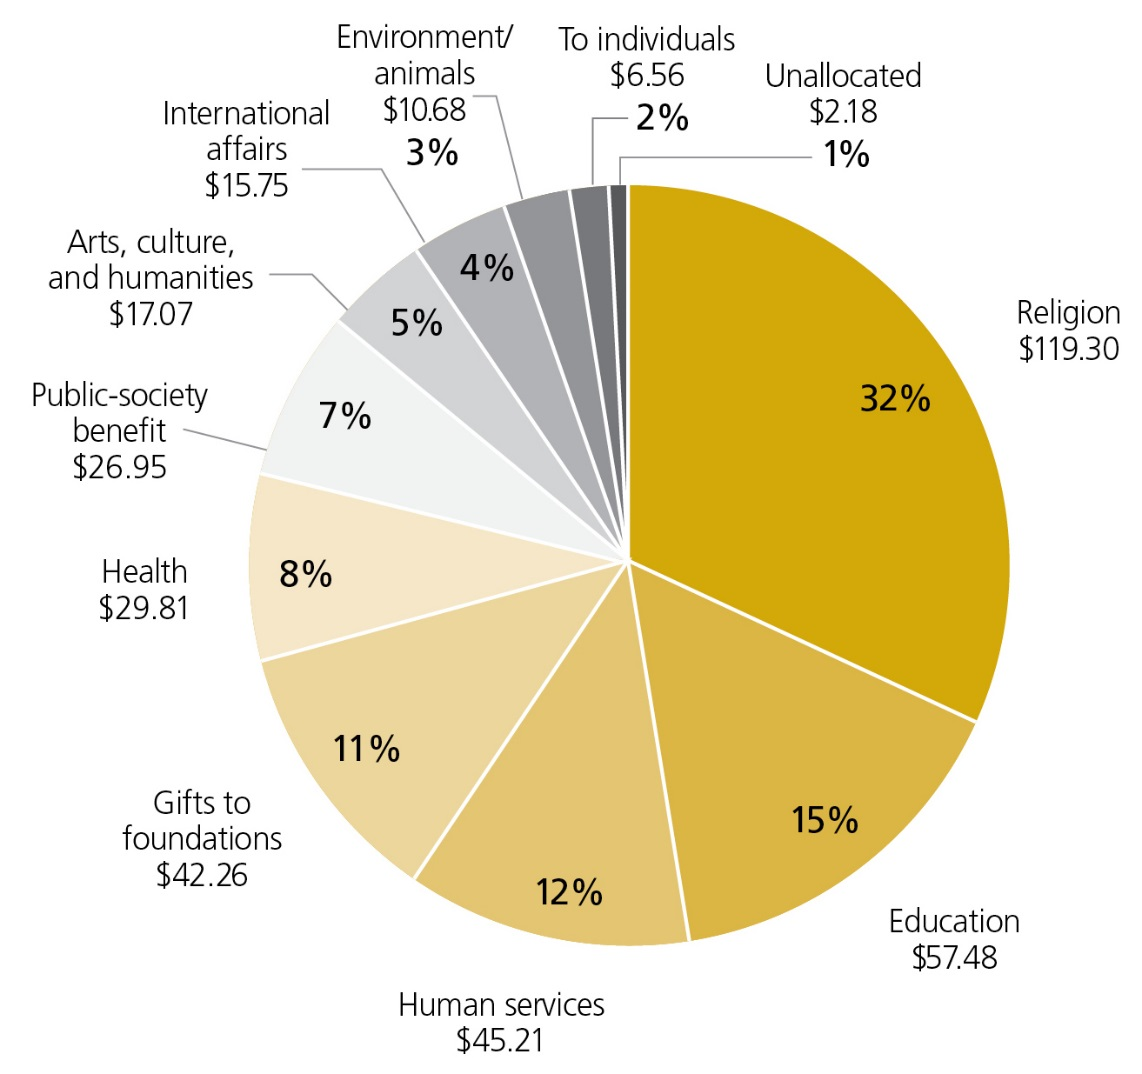 Environment/
animals
$10.68
3%
To individuals
$6.56
2%
Unallocated
$2.18
1%
International
affairs
$15.75
4%
Arts, culture,
and humanities
$17.07
5%
Public-society
benefit
$26.95
7%
Health
$29.81
8%
Gifts to
foundations
$42.26
11%
Human services
$45.21
12%
Education
$57.48
15%
Religion
$119.30
32%